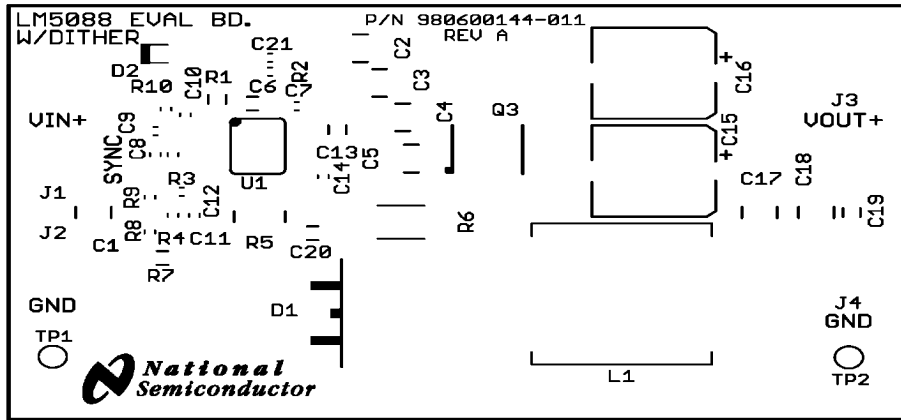 LM5088 EVAL BD.
W/DITHER
P/N 980600144-011
REV A
C21
D2
R10
C10
R1
C6
R2
C7
C2
C3
C4
Q3
C16
C15
J3
VOUT+
VIN+
C9
C8
SYNC
U1
C13
C14
C5
J1
J2
C1
R9
R8
R3
C12
R4
C11
R7
R5
C20
R6
C17
C18
C19
GND
TP1
D1
L1
J4
GND
TP2
National
Semiconductor